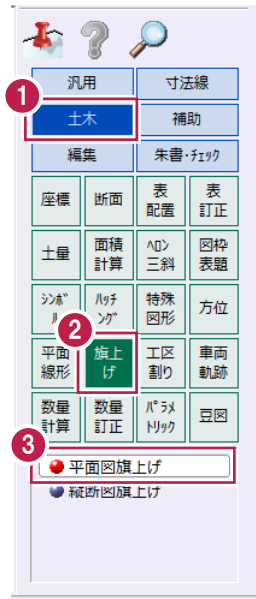 汎用 寸法線
1
土木 補助
編集 朱書・ﾁｪｯｸ
座標 断面 表配置 表訂正
土量 面積計算 ﾍﾛﾝ三斜 図枠表題
ｼﾝﾎﾞﾙ ﾊｯﾁﾝｸﾞ 特殊図形 方位
2
平面線形 旗上げ 工区割り 車両軌跡
数量計算 数量訂正 ﾊﾟﾗﾒﾄﾘｯｸ 豆図
3
平面図旗上げ
縦断図旗上げ